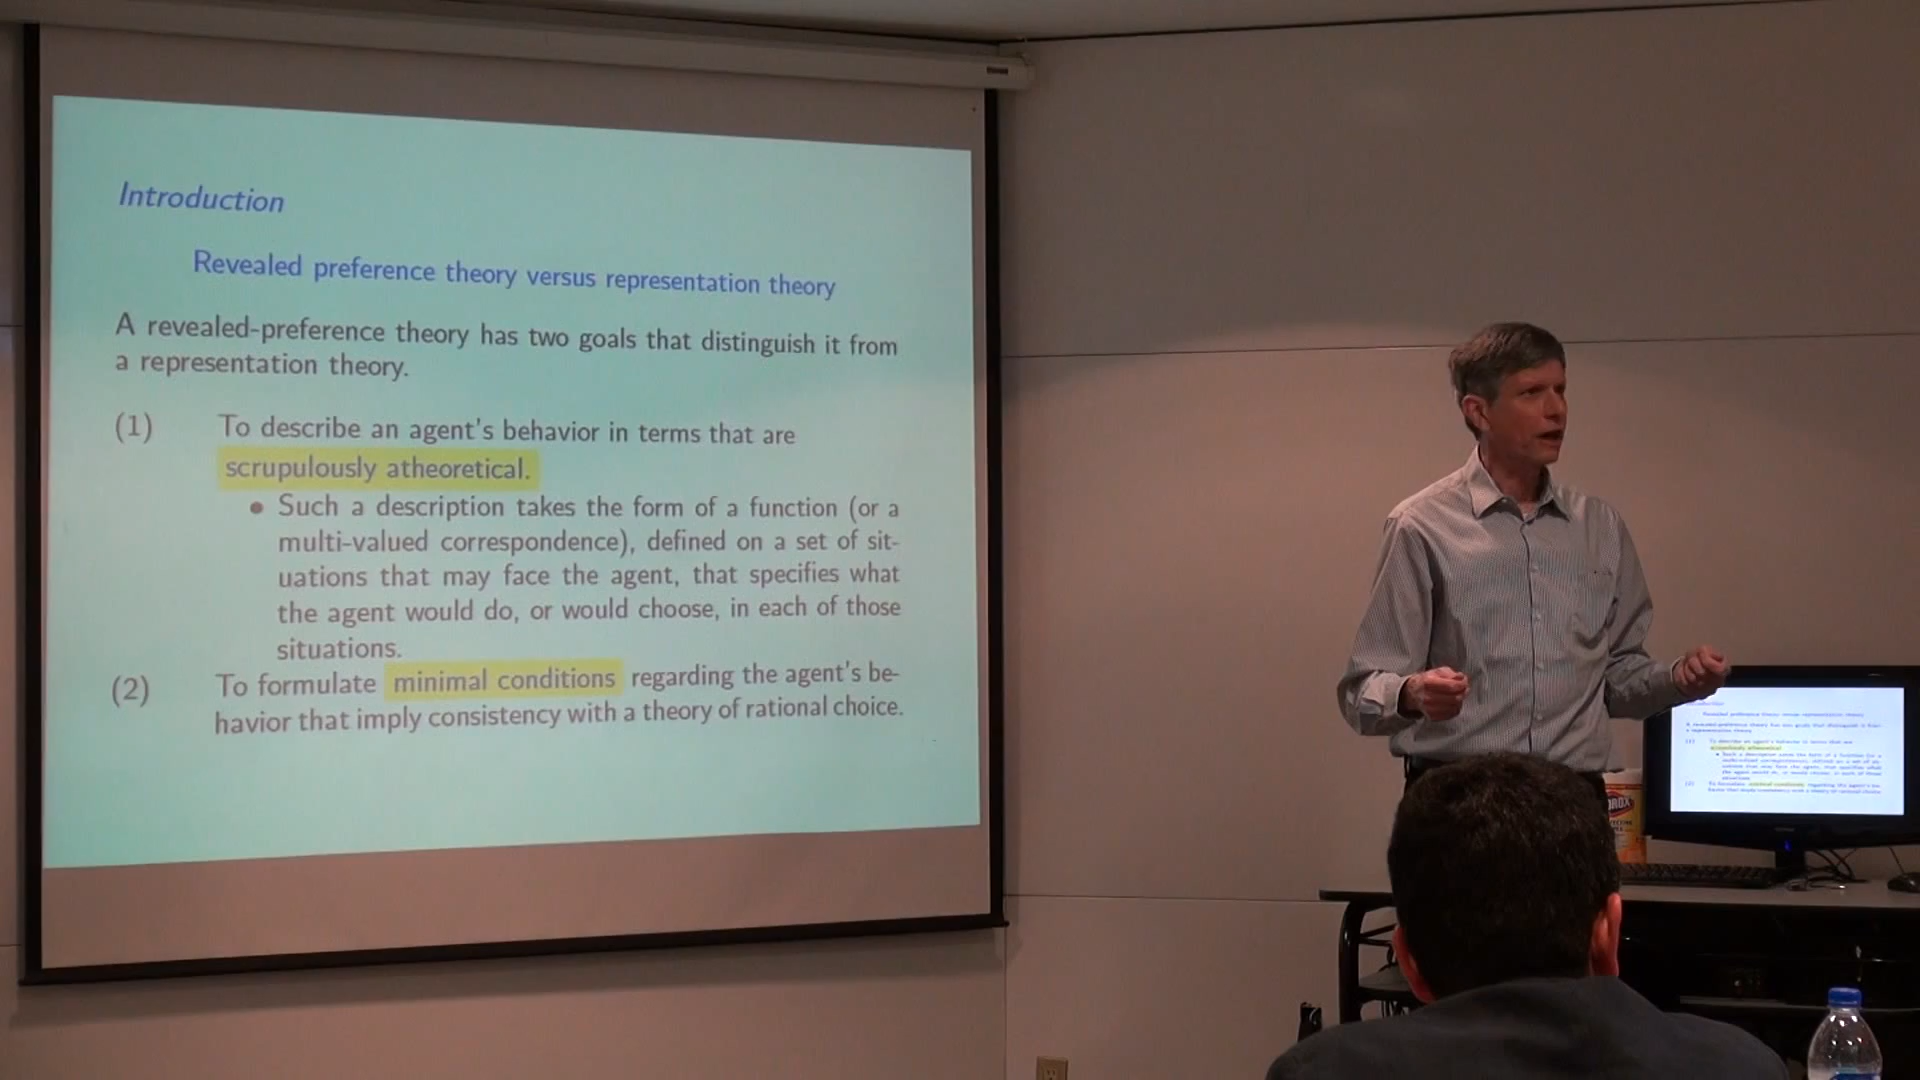 Introduction
Revealed preference theory versus representation theory
A revealed-preference theory has two goals that distinguish it from
a representation theory.
(1) To describe an agent's behavior in terms that are
scrupulously atheoretical.
• Such a description takes the form of a function (or a
multi-valued correspondence), defined on a set of sit-
uations that may face the agent, that specifies what
the agent would do, or would choose, in each of those
situations.
(2) To formulate minimal conditions regarding the agent's be-
havior that imply consistency with a theory of rational choice.